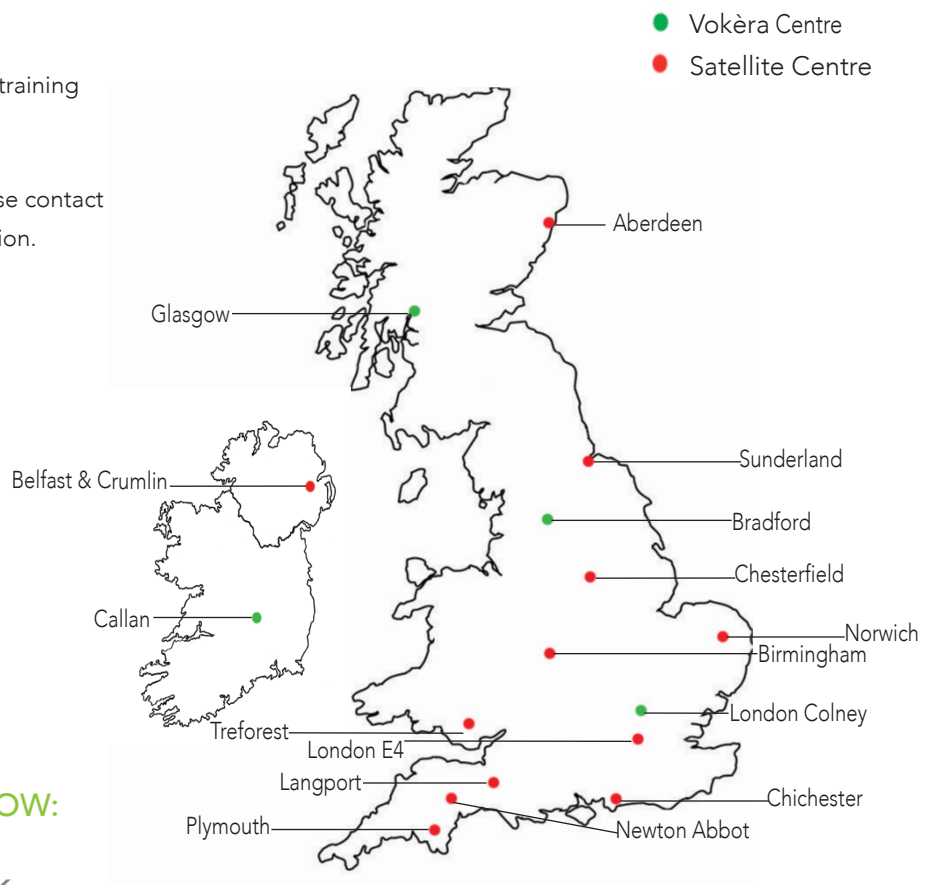 Vokèra Centre
Satellite Centre
training
se contact
ion.
Aberdeen
Glasgow
Sunderland
Belfast & Crumlin
Bradford
Chesterfield
Callan
Norwich
Birmingham
London Colney
Treforest
London E4
Langport
Chichester
Plymouth
Newton Abbot
OW: